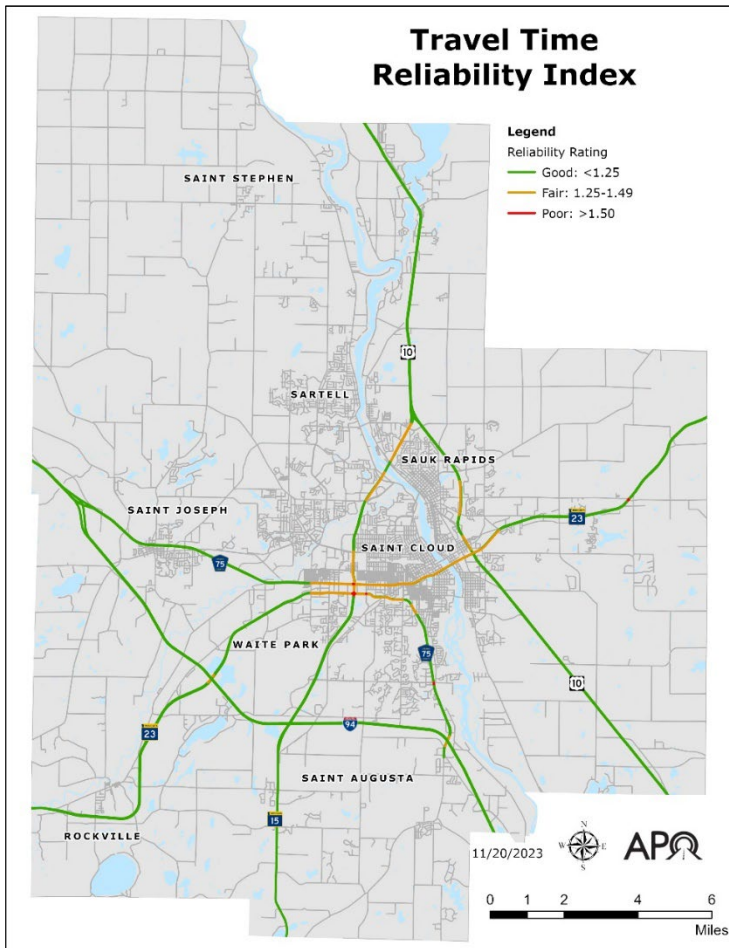 Travel Time
Reliability Index
Legend
Reliability Rating
Good: <1.25
Fair: 1.25-1.49
Poor: >1.50
SAINT STEPHEN
10
SARTELL
SAUK RAPIDS
SAINT JOSEPH
23
SAINT CLOUD
75
WAITE PARK
75
10
23
94
SAINT AUGUSTA
15
ROCKVILLE
11/20/2023
N
W
E
S
APO
0 1 2 4 6
Miles